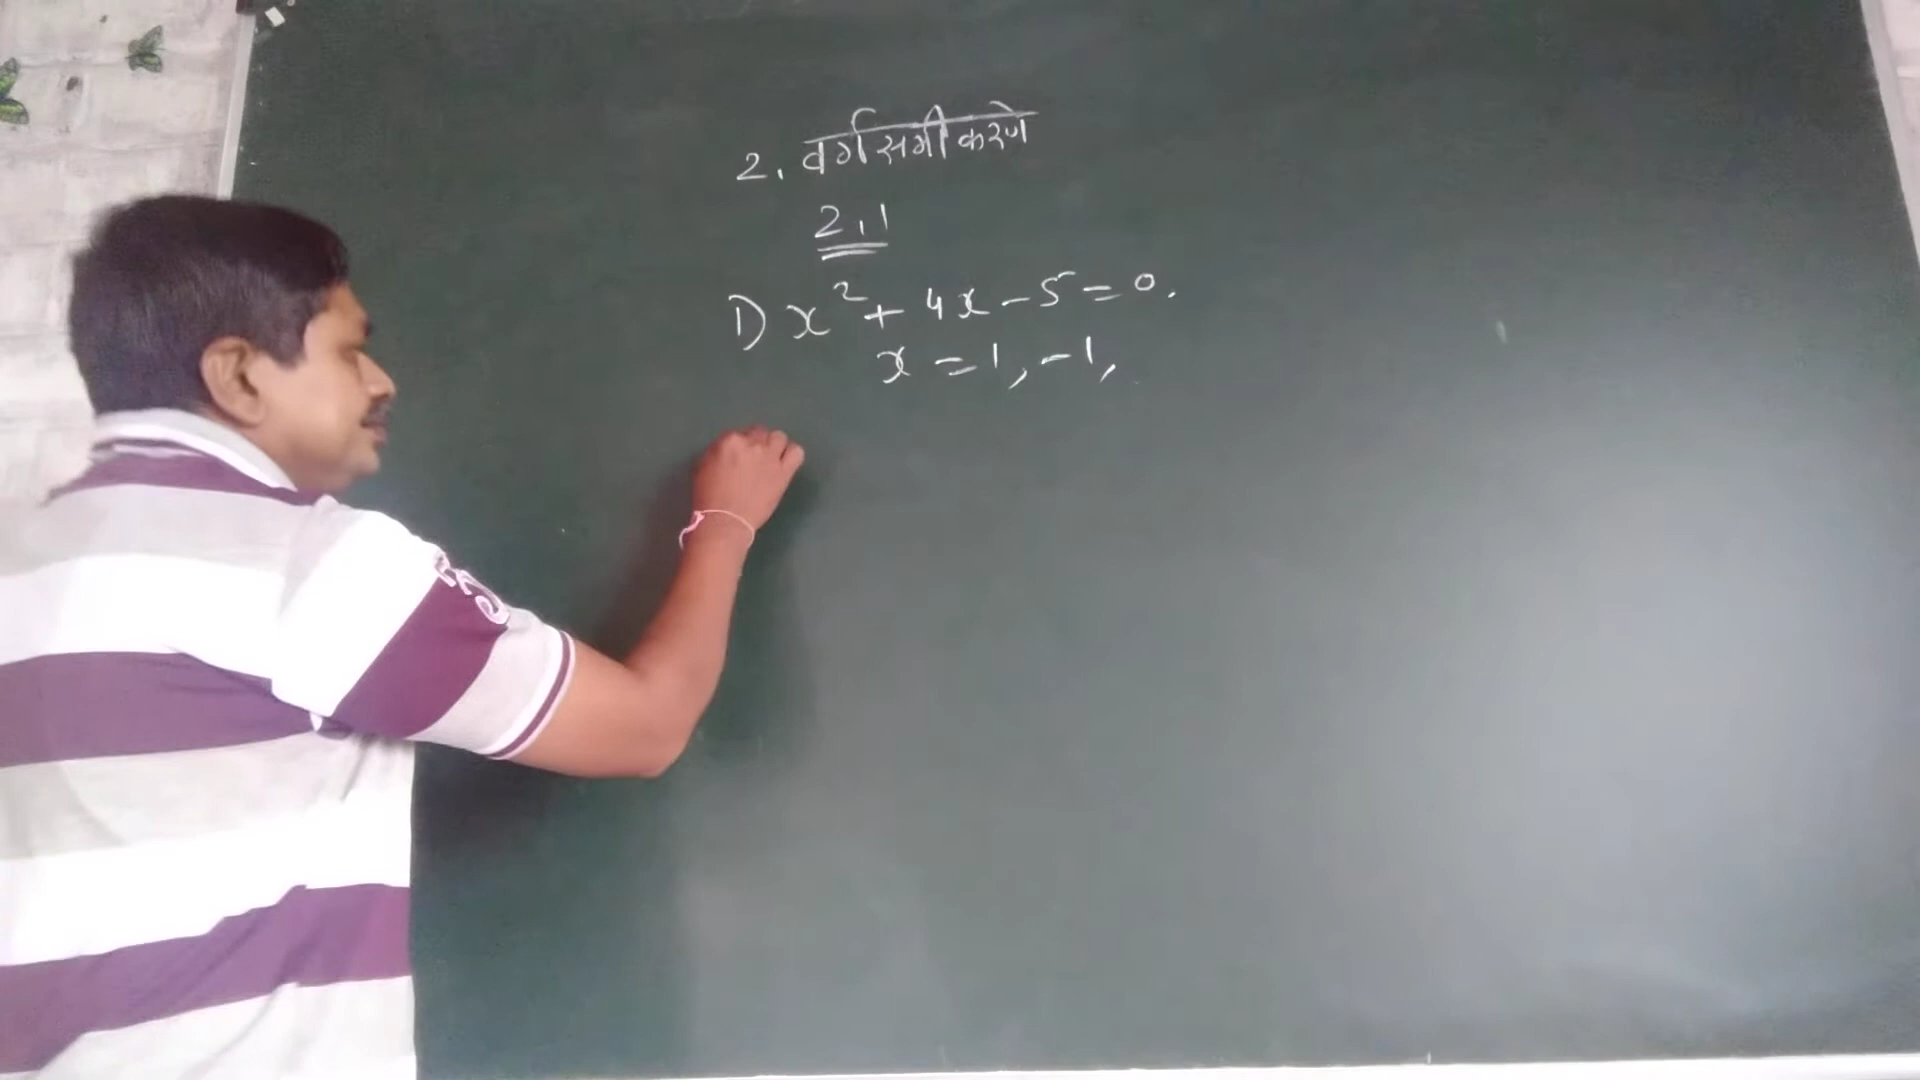 2. वर्गसमीकरणे
2.1
1) x² + 4x - 5 = 0.
x = 1, -1,